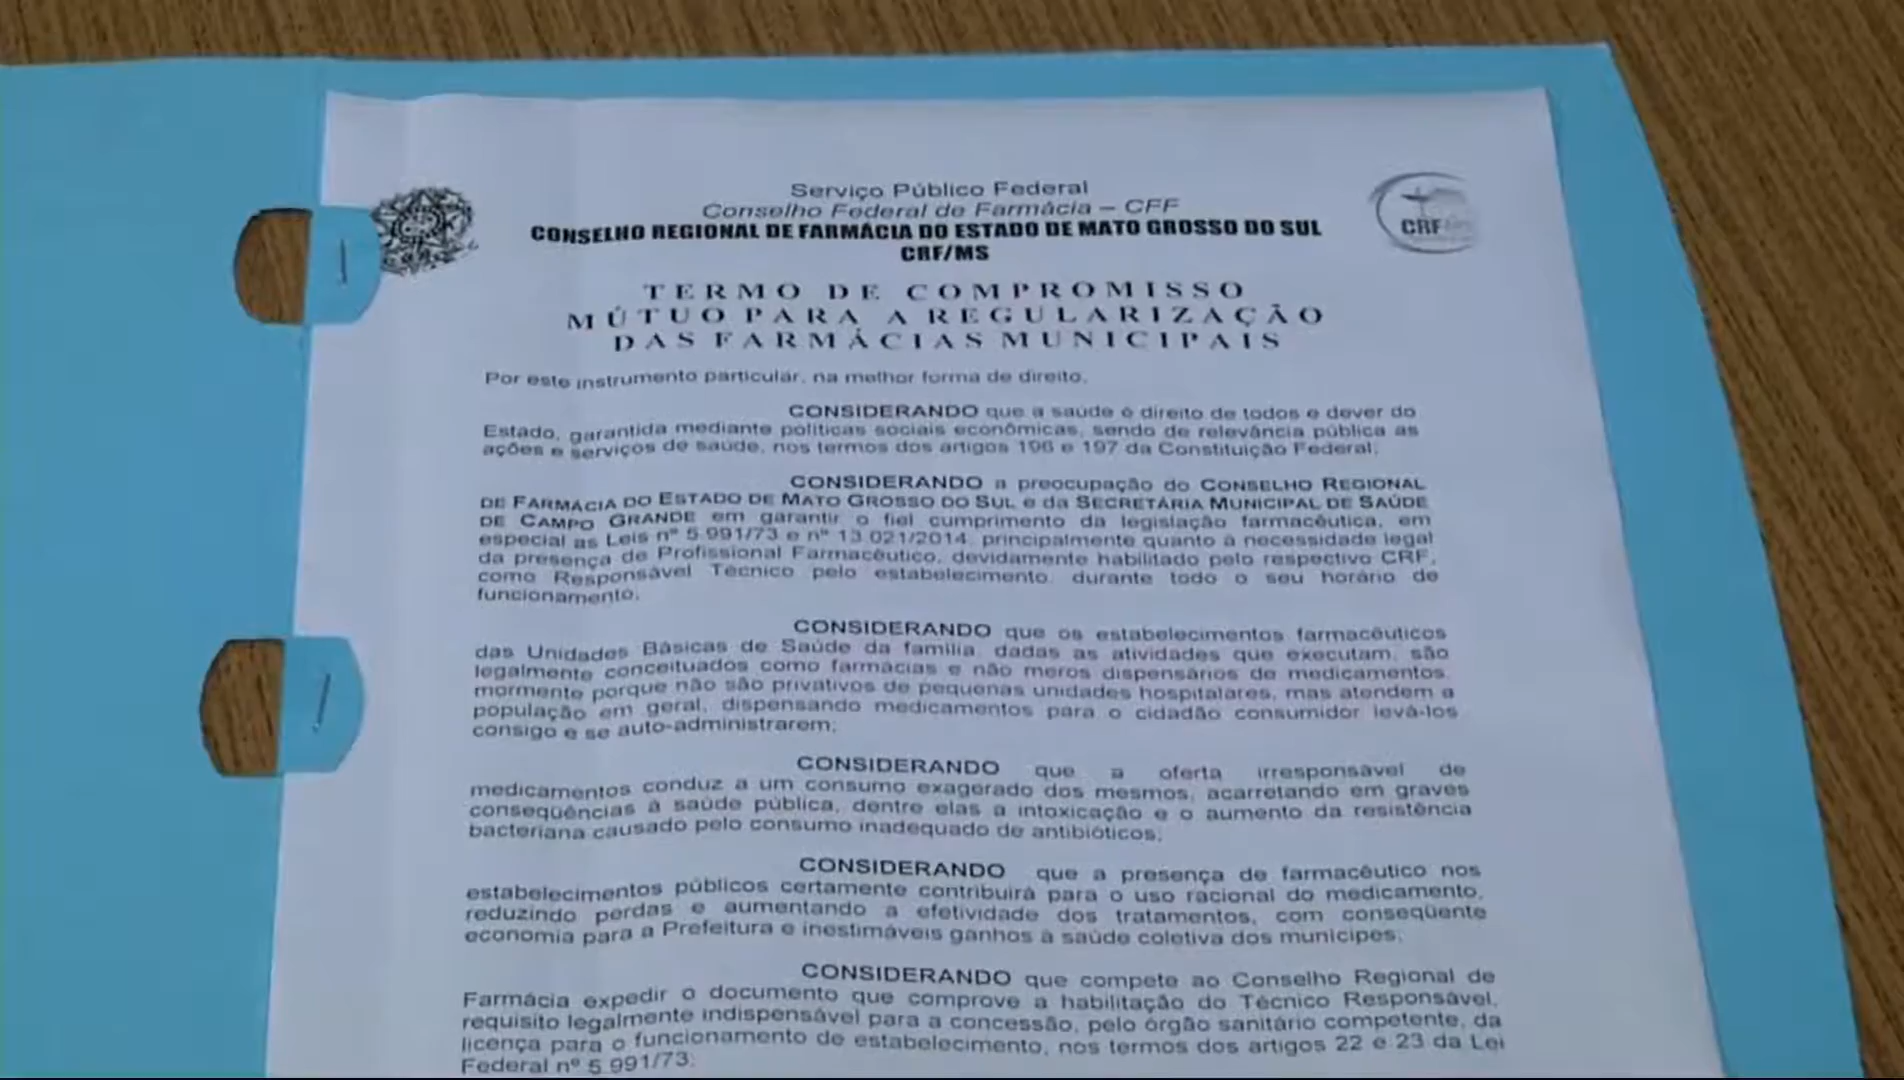 Serviço Público Federal
Conselho Federal de Farmácia – CFF
CONSELHO REGIONAL DE FARMÁCIA DO ESTADO DE MATO GROSSO DO SUL
CRF/MS
CRF
TERMO DE COMPROMISSO
MÚTUO PARA A REGULARIZAÇÃO
DAS FARMÁCIAS MUNICIPAIS
Por este instrumento particular, na melhor forma de direito,
CONSIDERANDO que a saúde é direito de todos e dever do
Estado, garantida mediante políticas sociais econômicas, sendo de relevância pública as
ações e serviços de saúde, nos termos dos artigos 196 e 197 da Constituição Federal;
CONSIDERANDO a preocupação do CONSELHO REGIONAL
DE FARMÁCIA DO ESTADO DE MATO GROSSO DO SUL e da SECRETÁRIA MUNICIPAL DE SAÚDE
DE CAMPO GRANDE em garantir o fiel cumprimento da legislação farmacêutica, em
especial as Leis nº 5.991/73 e nº 13.021/2014, principalmente quanto à necessidade legal
da presença de Profissional Farmacêutico, devidamente habilitado pelo respectivo CRF,
como Responsável Técnico pelo estabelecimento, durante todo o seu horário de
funcionamento;
CONSIDERANDO que os estabelecimentos farmacêuticos
das Unidades Básicas de Saúde da família, dadas as atividades que executam, são
legalmente conceituados como farmácias e não meros dispensários de medicamentos,
mormente porque não são privativos de pequenas unidades hospitalares, mas atendem a
população em geral, dispensando medicamentos para o cidadão consumidor levá-los
consigo e se auto-administrarem;
CONSIDERANDO que a oferta irresponsável de
medicamentos conduz a um consumo exagerado dos mesmos, acarretando em graves
conseqüências à saúde pública, dentre elas a intoxicação e o aumento da resistência
bacteriana causado pelo consumo inadequado de antibióticos;
CONSIDERANDO que a presença de farmacêutico nos
estabelecimentos públicos certamente contribuirá para o uso racional do medicamento,
reduzindo perdas e aumentando a efetividade dos tratamentos, com conseqüente
economia para a Prefeitura e inestimáveis ganhos à saúde coletiva dos munícipes;
CONSIDERANDO que compete ao Conselho Regional de
Farmácia expedir o documento que comprove a habilitação do Técnico Responsável,
requisito legalmente indispensável para a concessão, pelo órgão sanitário competente, da
licença para o funcionamento de estabelecimento, nos termos dos artigos 22 e 23 da Lei
Federal nº 5.991/73;